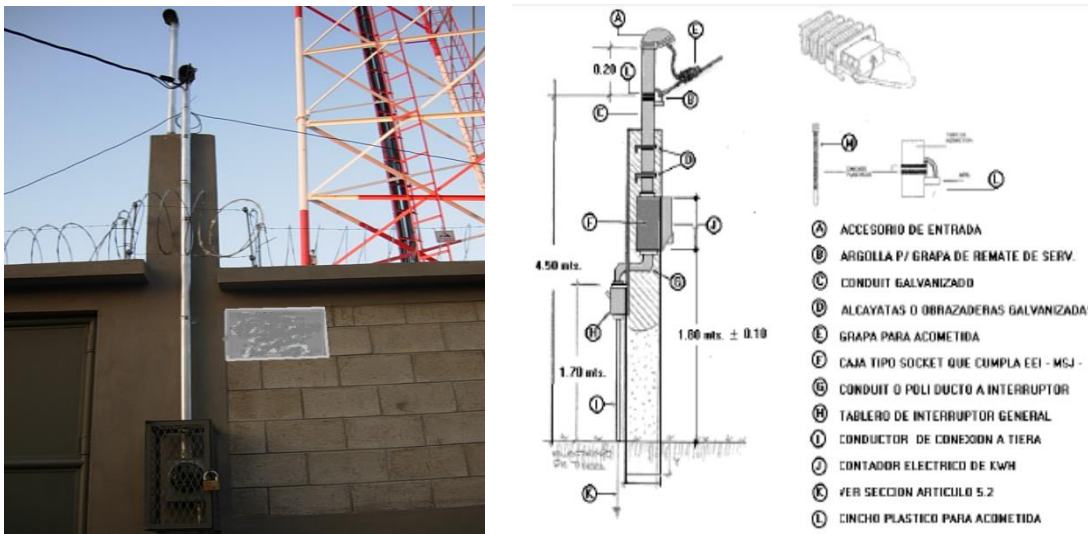 A
E
0.20
L
B
C
D
F
J
4.50 mts.
G
H
1.80 mts. ± 0.10
1.70 mts.
I
K
H
L
A ACCESORIO DE ENTRADA
B ARGOLLA P/ GRAPA DE REMATE DE SERV.
C CONDUIT GALVANIZADO
D ALCAYATAS O OBRAZADERAS GALVANIZADA
E GRAPA PARA ACOMETIDA
F CAJA TIPO SOCKET QUE CUMPLA EEI - MSJ -
G CONDUIT O POLI DUCTO A INTERRUPTOR
H TABLERO DE INTERRUPTOR GENERAL
I CONDUCTOR DE CONEXION A TIERA
J CONTADOR ELECTRICO DE KWH
K VER SECCION ARTICULO 5.2
L CINCHO PLASTICO PARA ACOMETIDA